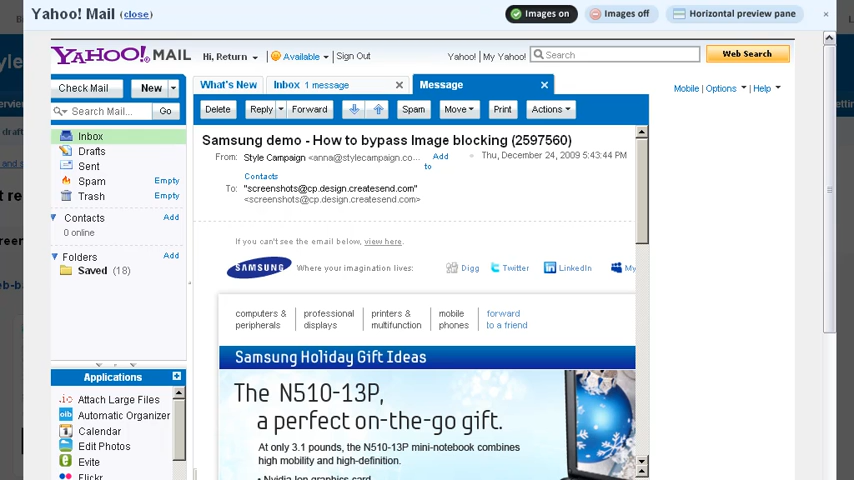 Yahoo! Mail (close)
Images on
Images off
Horizontal preview pane
×
YAHOO! MAIL
Hi, Return
Available
Sign Out
Yahoo! | My Yahoo!
Search
Web Search
Check Mail
New
What's New
Inbox 1 message
×
Message
×
Mobile | Options | Help
Search Mail...
Go
Delete
Reply
Forward
Spam
Move
Print
Actions
Inbox
Drafts
Sent
Spam Empty
Trash Empty
Contacts Add
0 online
Folders Add
Saved (18)
Samsung demo - How to bypass Image blocking (2597560)
From: Style Campaign <anna@stylecampaign.co... Add
to
Contacts
Thu, December 24, 2009 5:43:44 PM
To: "screenshots@cp.design.createsend.com"
<screenshots@cp.design.createsend.com>
If you can't see the email below, view here.
SAMSUNG
Where your imagination lives:
Digg
Twitter
LinkedIn
My
computers &
peripherals
professional
displays
printers &
multifunction
mobile
phones
forward
to a friend
Samsung Holiday Gift Ideas
The N510-13P,
a perfect on-the-go gift.
At only 3.1 pounds, the N510-13P mini-notebook combines
high mobility and high-definition.
• Nvidia Ion graphics card
Applications
Attach Large Files
Automatic Organizer
Calendar
Edit Photos
Evite
Flickr